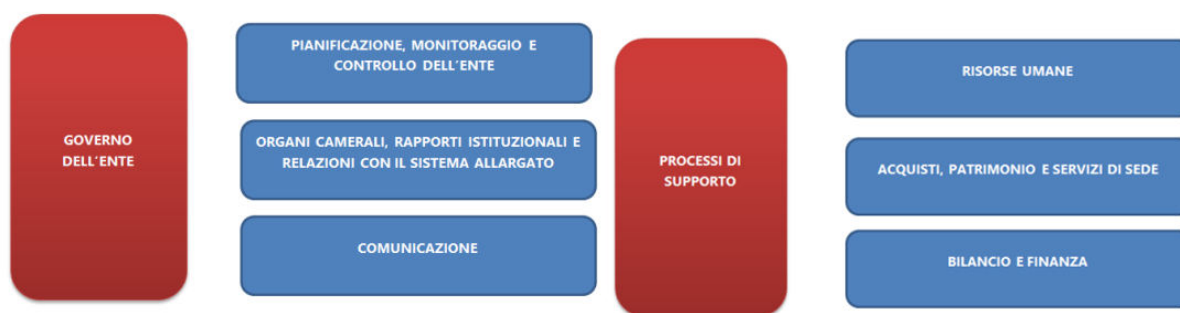 GOVERNO
DELL'ENTE
PIANIFICAZIONE, MONITORAGGIO E
CONTROLLO DELL'ENTE
ORGANI CAMERALI, RAPPORTI ISTITUZIONALI E
RELAZIONI CON IL SISTEMA ALLARGATO
COMUNICAZIONE
PROCESSI DI
SUPPORTO
RISORSE UMANE
ACQUISTI, PATRIMONIO E SERVIZI DI SEDE
BILANCIO E FINANZA